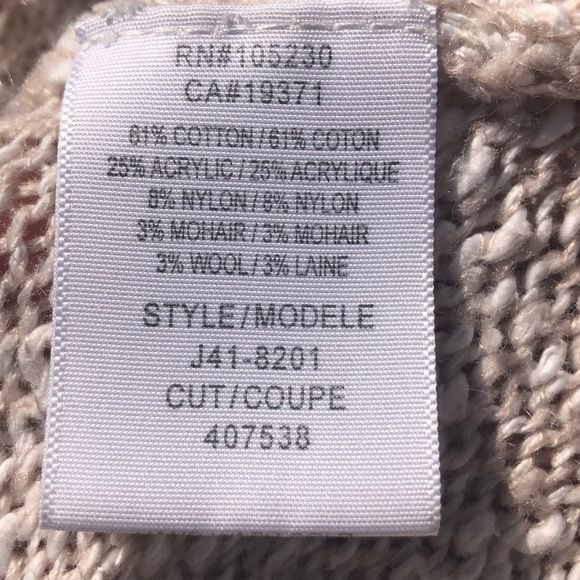 RN#105230
CA#19371
61% COTTON / 61% COTON
25% ACRYLIC / 25% ACRYLIQUE
8% NYLON / 8% NYLON
3% MOHAIR / 3% MOHAIR
3% WOOL / 3% LAINE
STYLE/MODELE
J41-8201
CUT/COUPE
407538